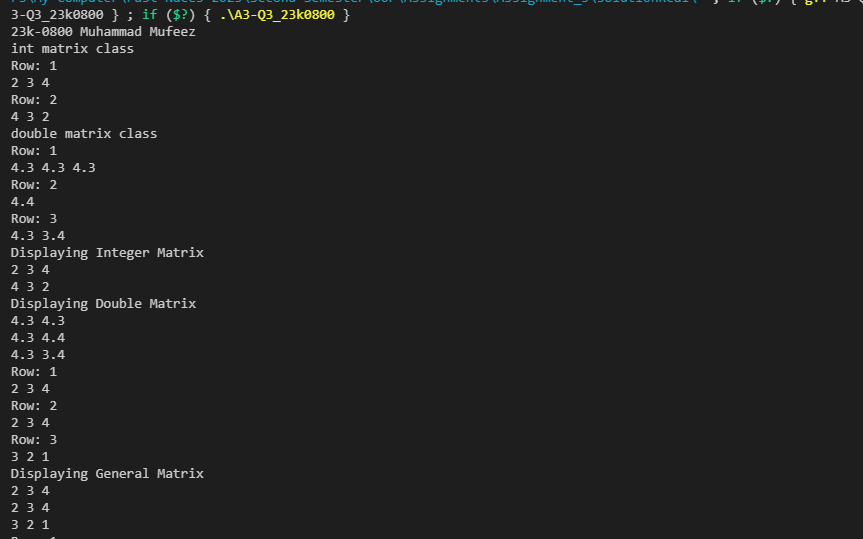 3-Q3_23k0800 } ; if ($?) { .\A3-Q3_23k0800 }
23k-0800 Muhammad Mufeez
int matrix class
Row: 1
2 3 4
Row: 2
4 3 2
double matrix class
Row: 1
4.3 4.3 4.3
Row: 2
4.4
Row: 3
4.3 3.4
Displaying Integer Matrix
2 3 4
4 3 2
Displaying Double Matrix
4.3 4.3
4.3 4.4
4.3 3.4
Row: 1
2 3 4
Row: 2
2 3 4
Row: 3
3 2 1
Displaying General Matrix
2 3 4
2 3 4
3 2 1